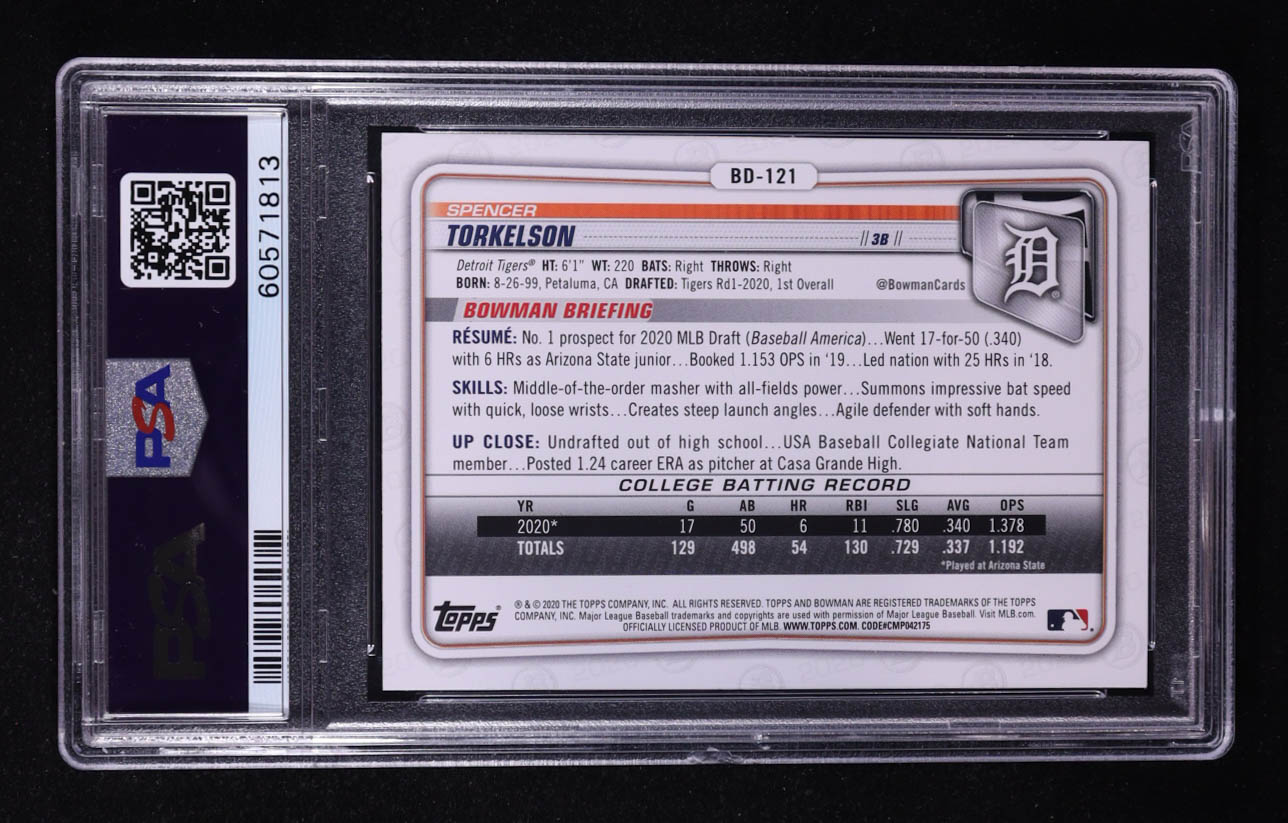 60571813
PSA
PSA
BD-121
SPENCER
TORKELSON // 3B //
Detroit Tigers® HT: 6'1" WT: 220 BATS: Right THROWS: Right
BORN: 8-26-99, Petaluma, CA DRAFTED: Tigers Rd1-2020, 1st Overall @BowmanCards
D ®
BOWMAN BRIEFING
RÉSUMÉ: No. 1 prospect for 2020 MLB Draft (Baseball America)...Went 17-for-50 (.340)
with 6 HRs as Arizona State junior...Booked 1.153 OPS in '19...Led nation with 25 HRs in '18.
SKILLS: Middle-of-the-order masher with all-fields power...Summons impressive bat speed
with quick, loose wrists...Creates steep launch angles...Agile defender with soft hands.
UP CLOSE: Undrafted out of high school...USA Baseball Collegiate National Team
member...Posted 1.24 career ERA as pitcher at Casa Grande High.
COLLEGE BATTING RECORD
YR G AB HR RBI SLG AVG OPS
2020* 17 50 6 11 .780 .340 1.378
TOTALS 129 498 54 130 .729 .337 1.192
*Played at Arizona State
Topps®
® & © 2020 THE TOPPS COMPANY, INC. ALL RIGHTS RESERVED. TOPPS AND BOWMAN ARE REGISTERED TRADEMARKS OF THE TOPPS
COMPANY, INC. Major League Baseball trademarks and copyrights are used with permission of Major League Baseball. Visit MLB.com.
OFFICIALLY LICENSED PRODUCT OF MLB. WWW.TOPPS.COM. CODE#CMP042175